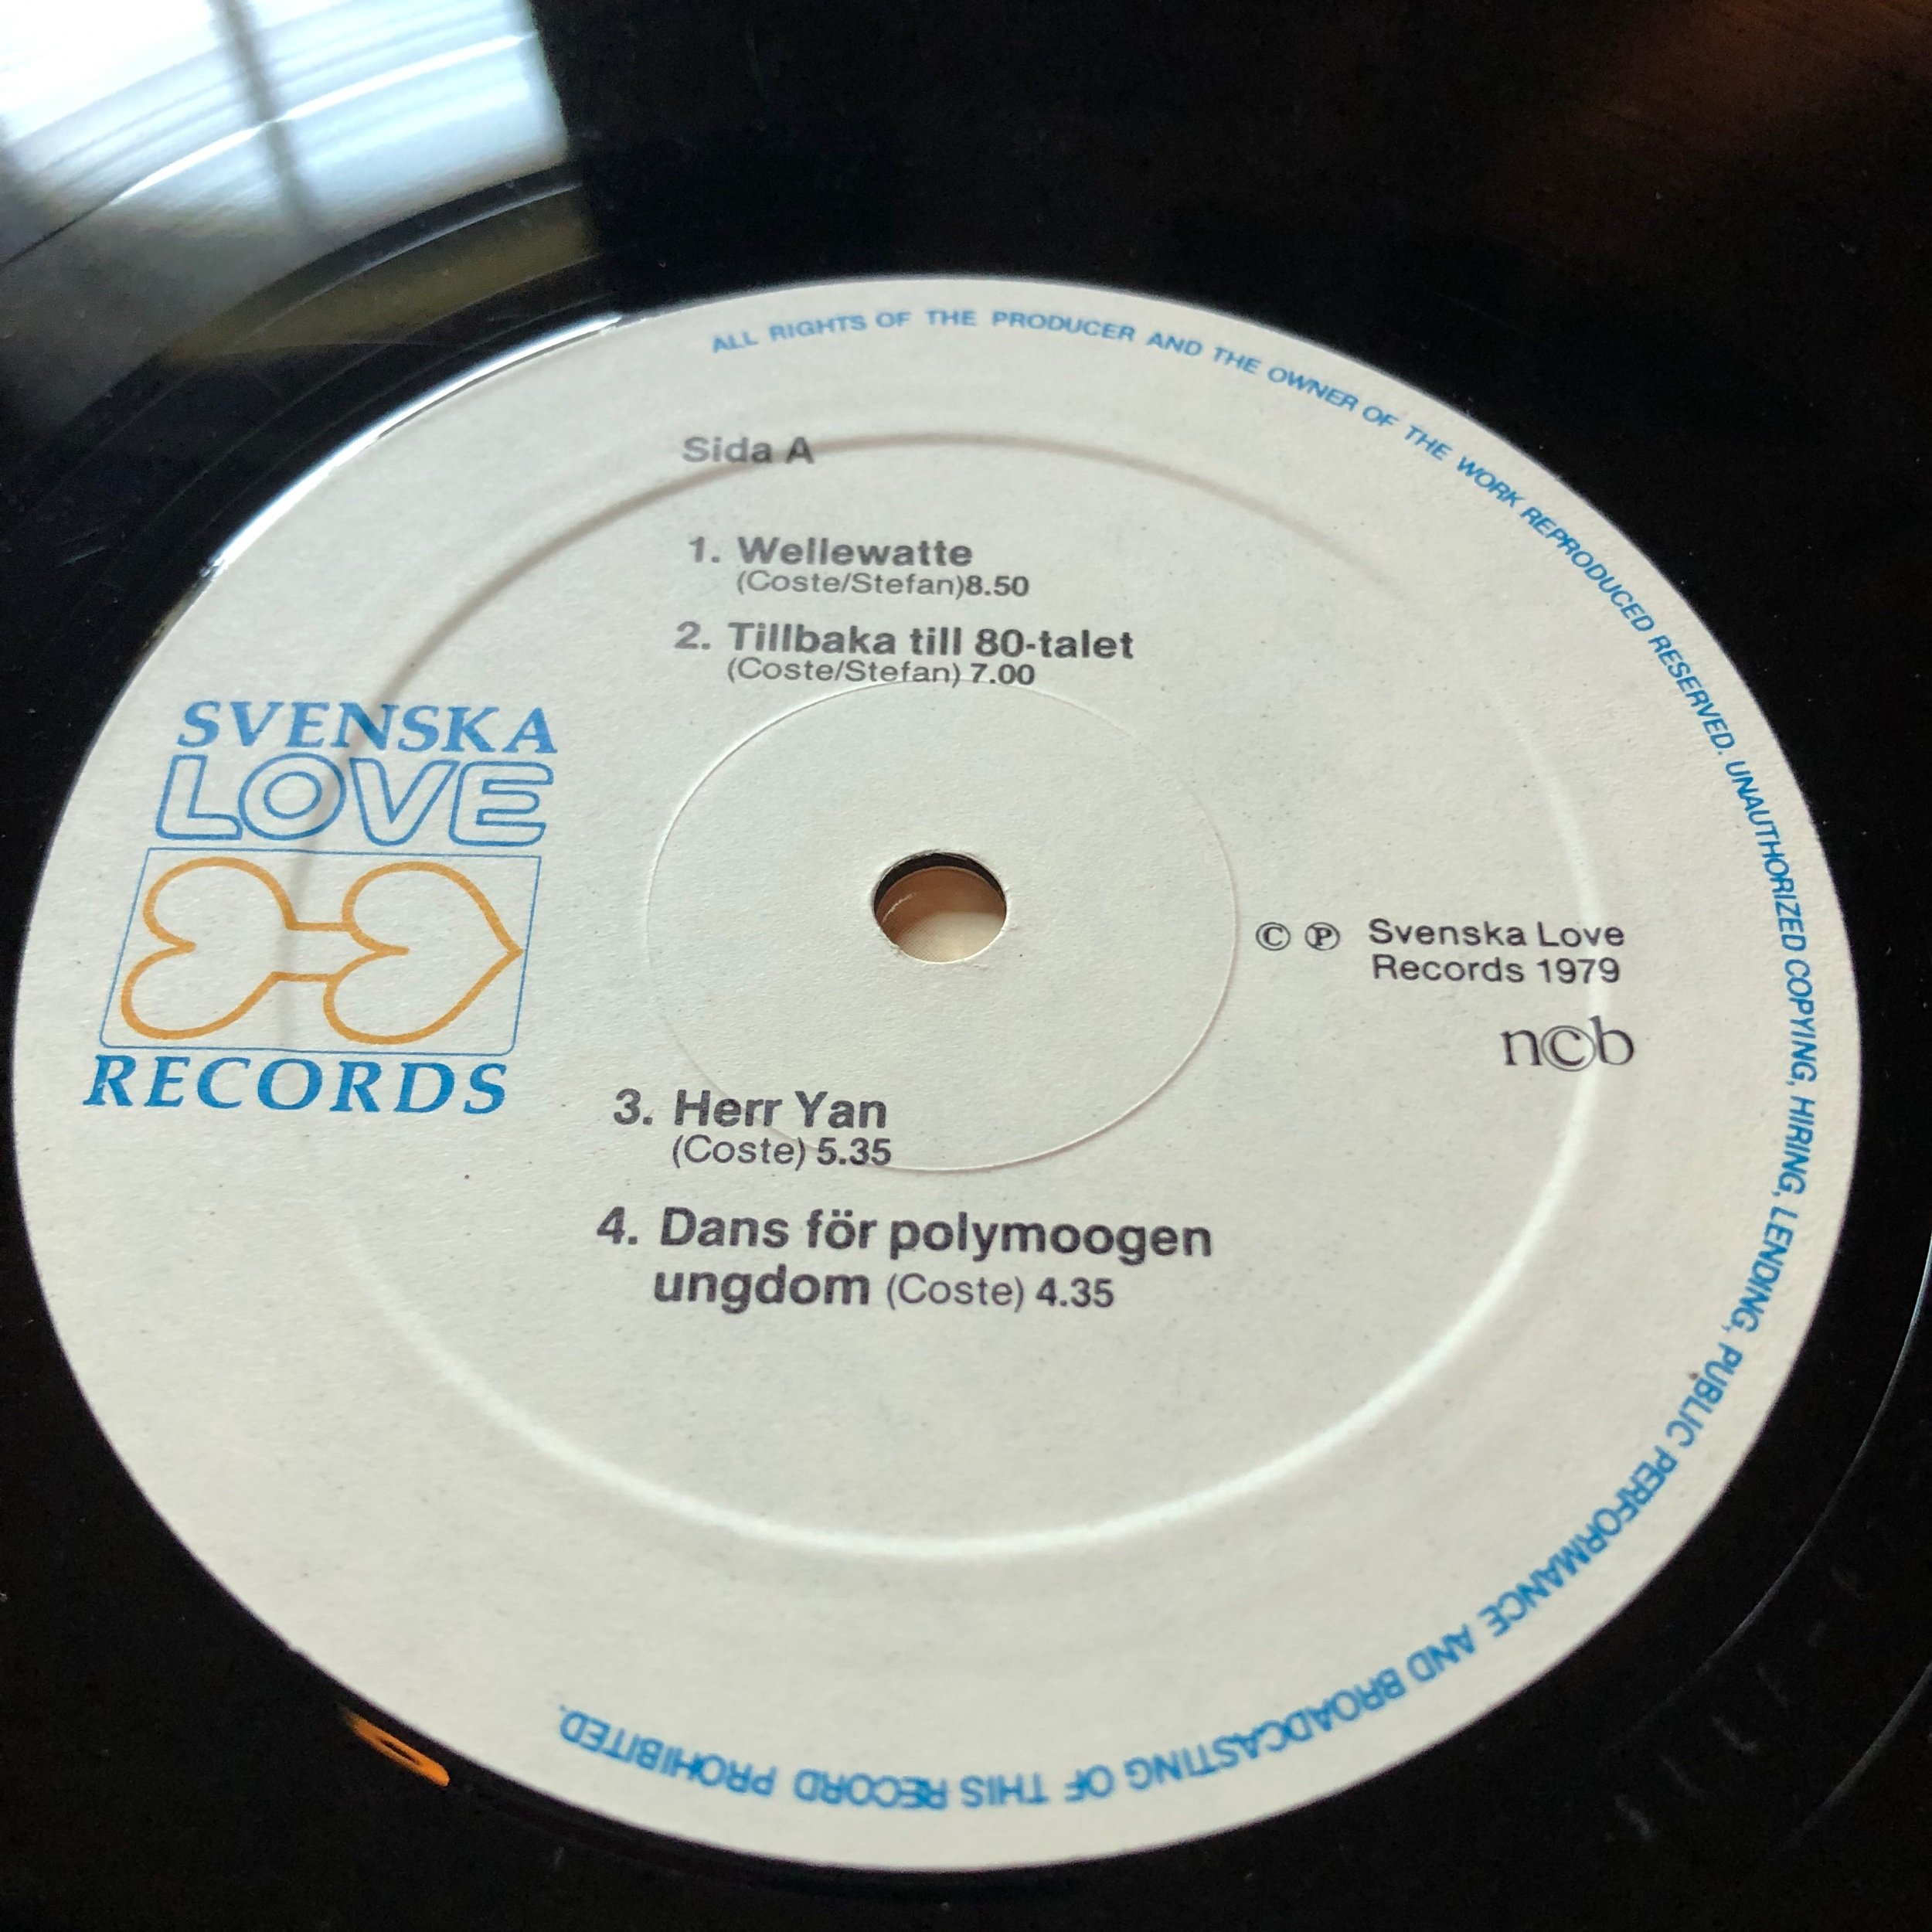 ALL RIGHTS OF THE PRODUCER AND THE OWNER OF THE WORK REPRODUCED RESERVED. UNAUTHORIZED COPYING, HIRING, LENDING, PUBLIC PERFORMANCE AND BROADCASTING OF THIS RECORD PROHIBITED.
Sida A
1. Wellewatte
(Coste/Stefan)8.50
2. Tillbaka till 80-talet
(Coste/Stefan) 7.00
SVENSKA
LOVE
RECORDS
© ℗ Svenska Love
Records 1979
n©b
3. Herr Yan
(Coste) 5.35
4. Dans för polymoogen
ungdom (Coste) 4.35